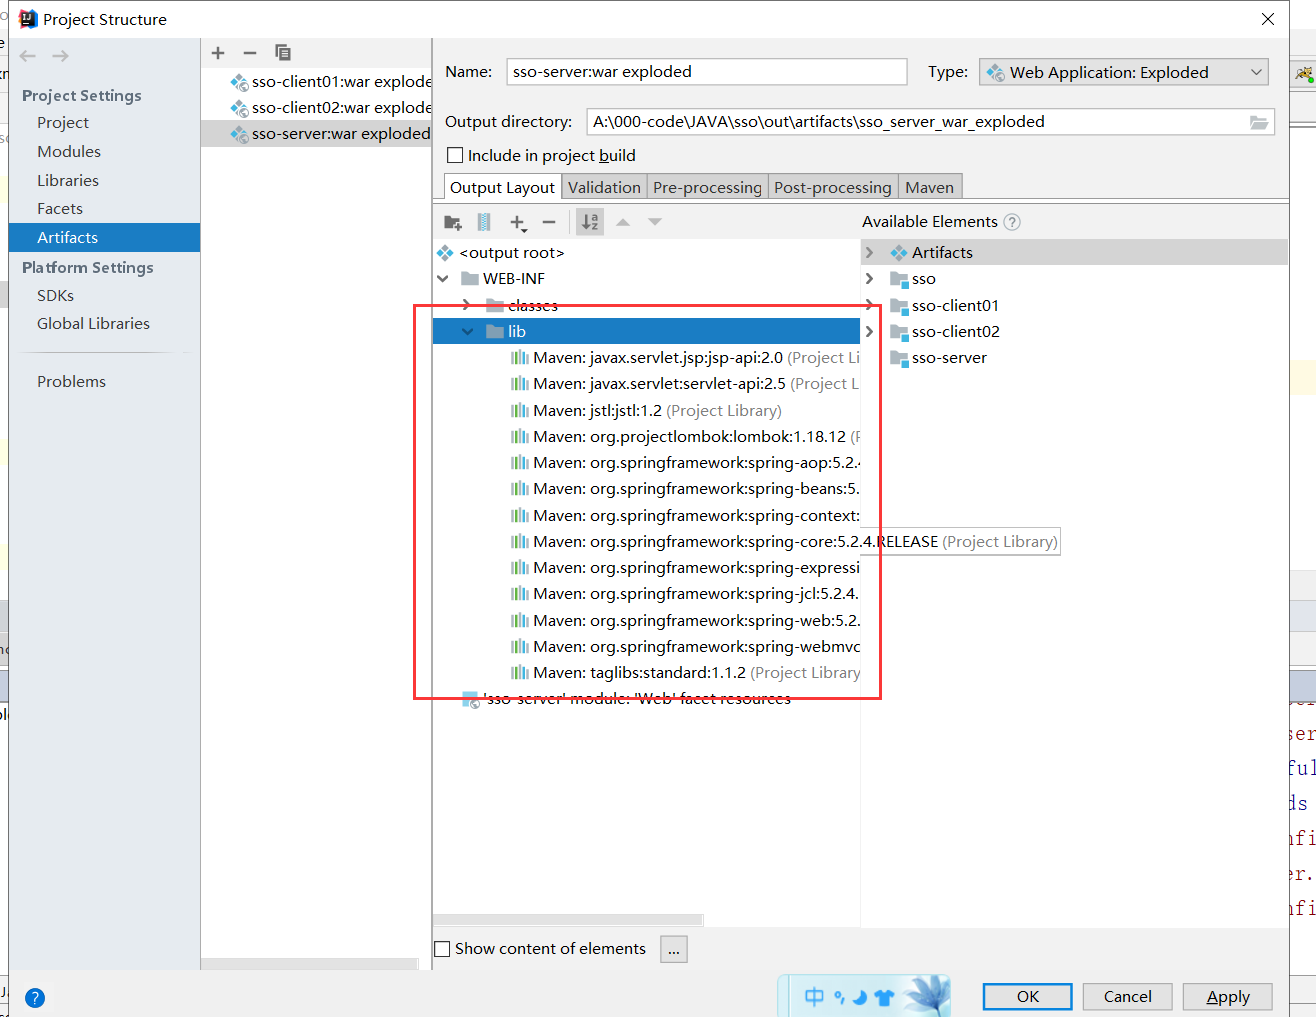 Project Structure
Project Settings
Project
Modules
Libraries
Facets
Artifacts
Platform Settings
SDKs
Global Libraries
Problems
sso-client01:war explode
sso-client02:war explode
sso-server:war exploded
Name: sso-server:war exploded Type: Web Application: Exploded
Output directory: A:\000-code\JAVA\sso\out\artifacts\sso_server_war_exploded
Include in project build
Output Layout Validation Pre-processing Post-processing Maven
Available Elements
<output root>
WEB-INF
classes
lib
Maven: javax.servlet.jsp:jsp-api:2.0 (Project Li
Maven: javax.servlet:servlet-api:2.5 (Project L
Maven: jstl:jstl:1.2 (Project Library)
Maven: org.projectlombok:lombok:1.18.12 (P
Maven: org.springframework:spring-aop:5.2.4
Maven: org.springframework:spring-beans:5.
Maven: org.springframework:spring-context:
Maven: org.springframework:spring-core:5.2.4.RELEASE (Project Library)
Maven: org.springframework:spring-expressi
Maven: org.springframework:spring-jcl:5.2.4.
Maven: org.springframework:spring-web:5.2.
Maven: org.springframework:spring-webmvc
Maven: taglibs:standard:1.1.2 (Project Library
'sso-server' module: 'Web' facet resources
Artifacts
sso
sso-client01
sso-client02
sso-server
Show content of elements ...
中
OK Cancel Apply
ser
ful
ds
nfi
er.
nfi